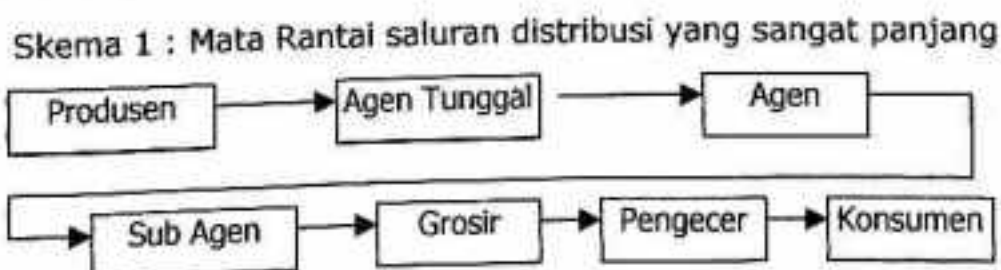 Skema 1 : Mata Rantai saluran distribusi yang sangat panjang
Produsen Agen Tunggal Agen
Sub Agen Grosir Pengecer Konsumen